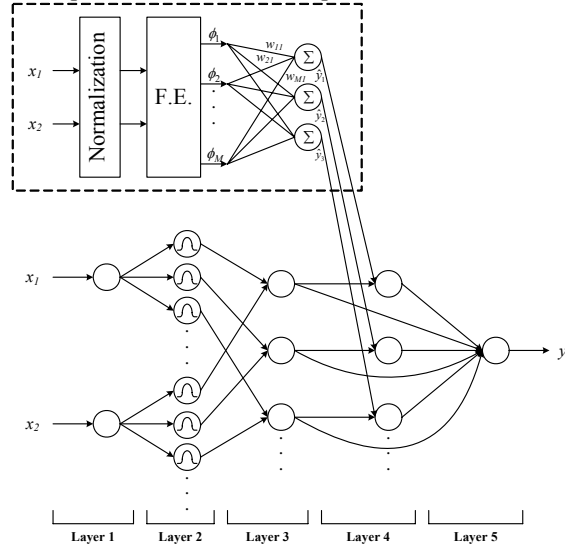 x1
x2
Normalization
F.E.
ϕ1
ϕ2
ϕM
w11
w21
wM1
Σ
Σ
Σ
ŷ1
ŷ2
ŷ3
x1
x2
y
Layer 1
Layer 2
Layer 3
Layer 4
Layer 5